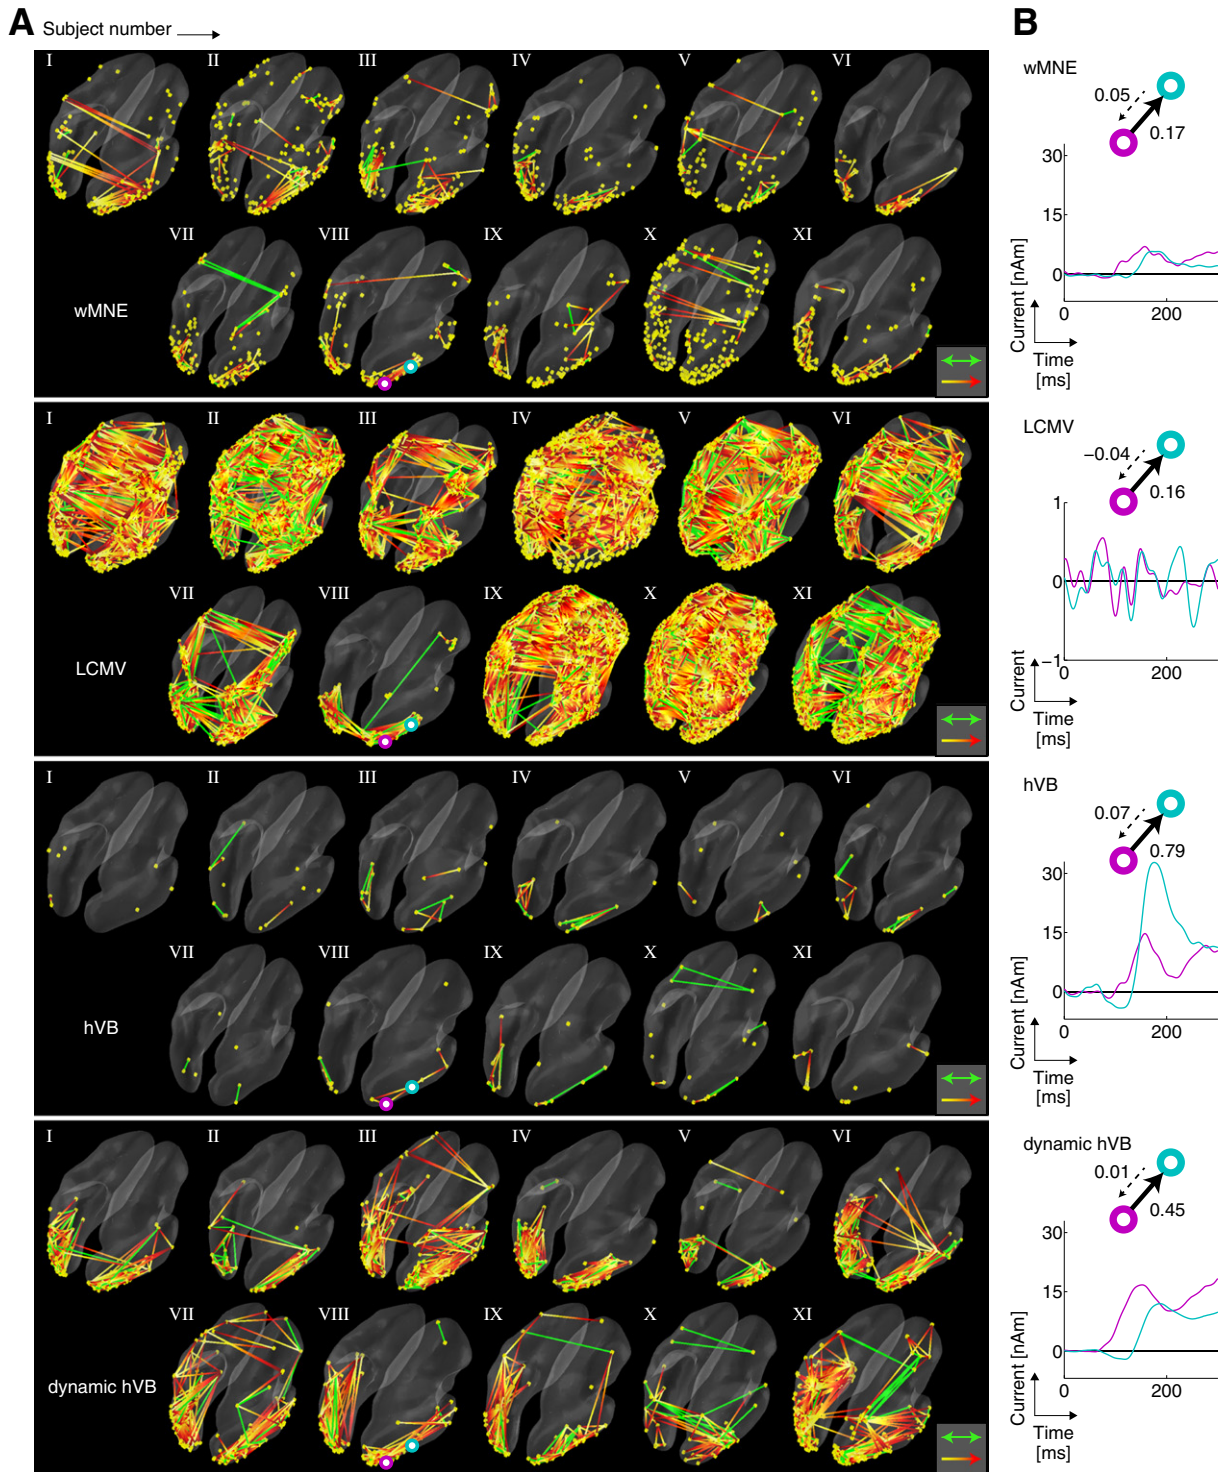 A Subject number
I II III IV V VI
VII VIII IX X XI
wMNE
I II III IV V VI
VII VIII IX X XI
LCMV
I II III IV V VI
VII VIII IX X XI
hVB
I II III IV V VI
VII VIII IX X XI
dynamic hVB
B
wMNE
0.05
0.17
30
15
0
200
Current [nAm]
Time
[ms]
LCMV
−0.04
0.16
1
0
−1
200
Current
Time
[ms]
hVB
0.07
0.79
30
15
0
0 200
Current [nAm]
Time
[ms]
dynamic hVB
0.01
0.45
30
15
0
0 200
Current [nAm]
Time
[ms]